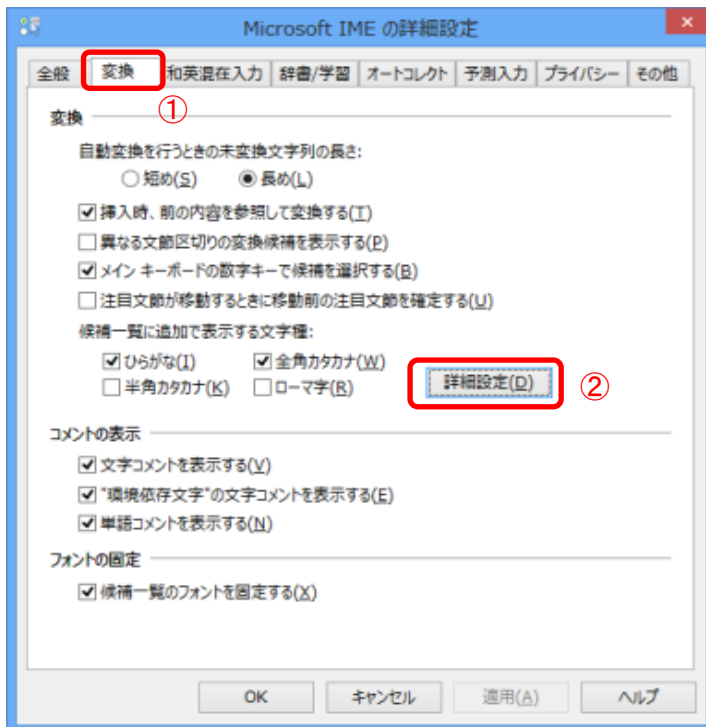 Microsoft IME の詳細設定
全般 変換 和英混在入力 辞書/学習 オートコレクト 予測入力 プライバシー その他
①
変換
自動変換を行うときの未変換文字列の長さ:
短め(S) 長め(L)
挿入時、前の内容を参照して変換する(T)
異なる文節区切りの変換候補を表示する(P)
メイン キーボードの数字キーで候補を選択する(B)
注目文節が移動するときに移動前の注目文節を確定する(U)
候補一覧に追加で表示する文字種:
ひらがな(I) 全角カタカナ(W)
半角カタカナ(K) ローマ字(R) 詳細設定(D) ②
コメントの表示
文字コメントを表示する(V)
"環境依存文字"の文字コメントを表示する(E)
単語コメントを表示する(N)
フォントの固定
候補一覧のフォントを固定する(X)
OK キャンセル 適用(A) ヘルプ